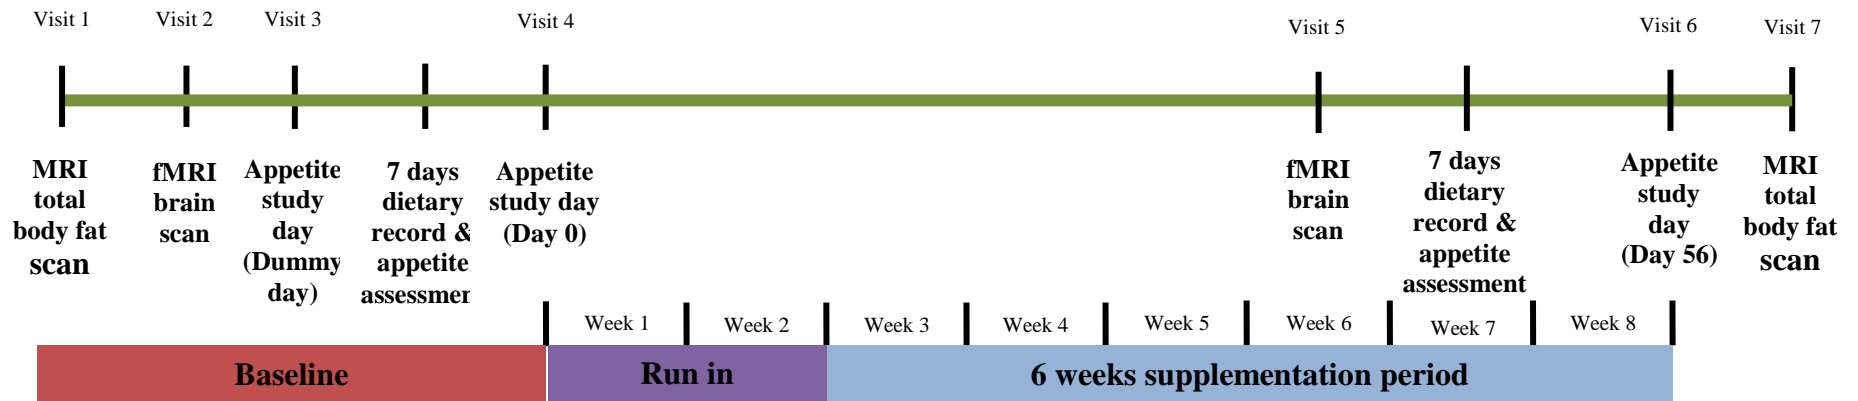 Visit 1
Visit 2
Visit 3
Visit 4
Visit 5
Visit 6
Visit 7
MRI
total
body fat
scan
fMRI
brain
scan
Appetite
study
day
(Dummy
day)
7 days
dietary
record &
appetite
assessmen
Appetite
study day
(Day 0)
fMRI
brain
scan
7 days
dietary
record &
appetite
assessment
Appetite
study
day
(Day 56)
MRI
total
body fat
scan
Week 1
Week 2
Week 3
Week 4
Week 5
Week 6
Week 7
Week 8
Baseline
Run in
6 weeks supplementation period